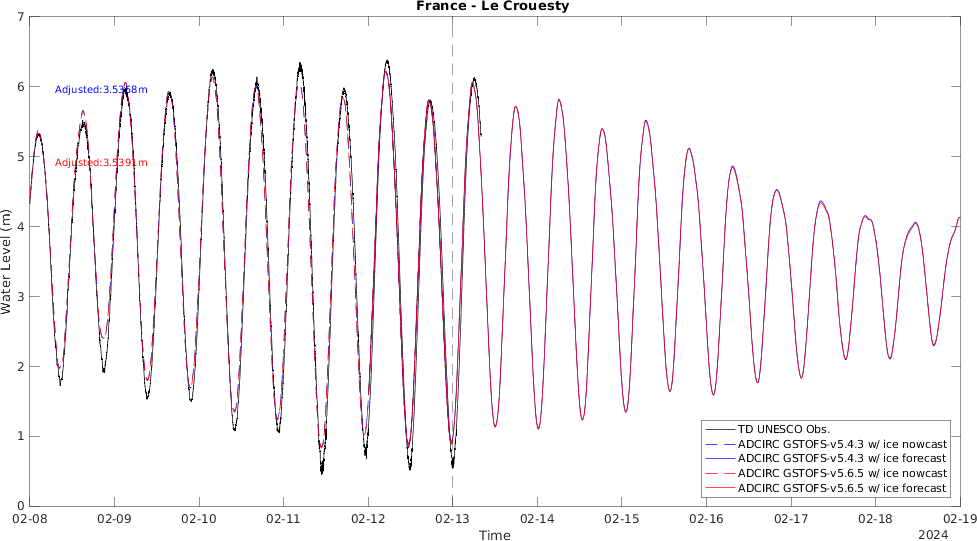 France - Le Crouesty
7
6
5
4
3
2
1
0
Water Level (m)
Adjusted:3.5368m
Adjusted:3.5391m
TD UNESCO Obs.
ADCIRC GSTOFS-v5.4.3 w/ ice nowcast
ADCIRC GSTOFS-v5.4.3 w/ ice forecast
ADCIRC GSTOFS-v5.6.5 w/ ice nowcast
ADCIRC GSTOFS-v5.6.5 w/ ice forecast
02-08 02-09 02-10 02-11 02-12 02-13 02-14 02-15 02-16 02-17 02-18 02-19
Time
2024